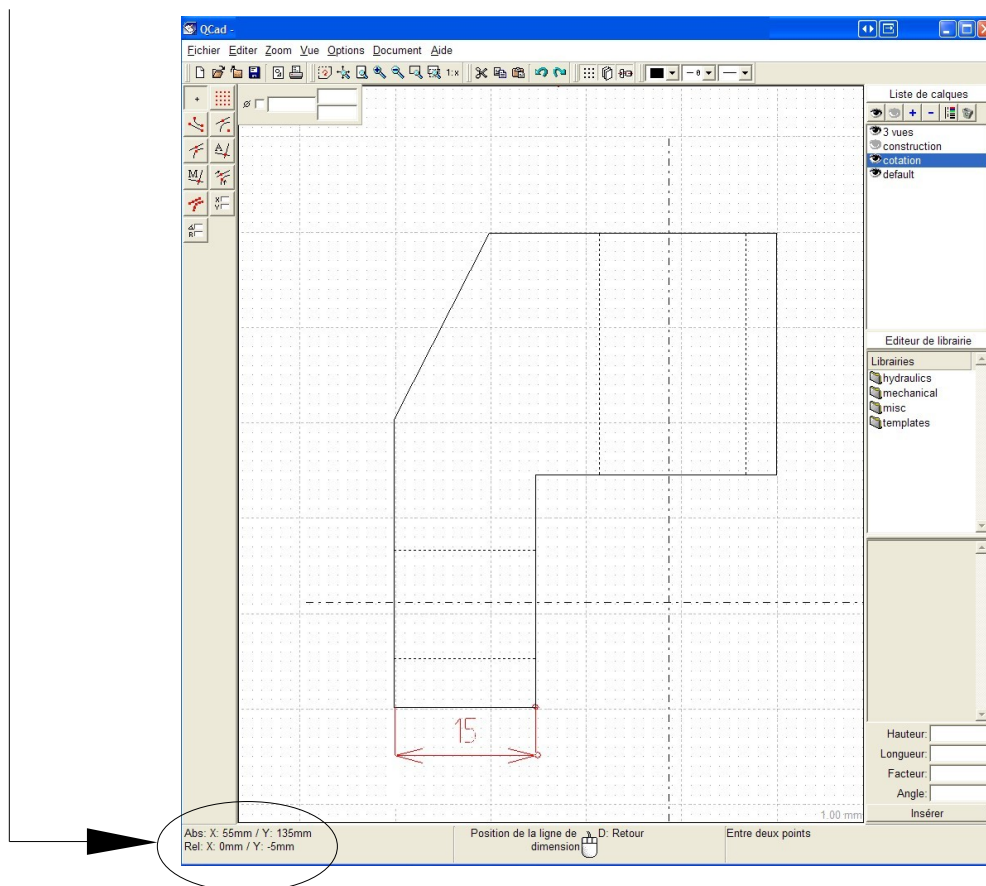 QCad -
Fichier Editer Zoom Vue Options Document Aide
1:x
- 0
Liste de calques
3 vues
construction
cotation
default
Editeur de librairie
Librairies
hydraulics
mechanical
misc
templates
15
1.00 mm
Hauteur:
Longueur:
Facteur:
Angle:
Insérer
Abs: X: 55mm / Y: 135mm
Rel: X: 0mm / Y: -5mm
Position de la ligne de
dimension
D: Retour
Entre deux points